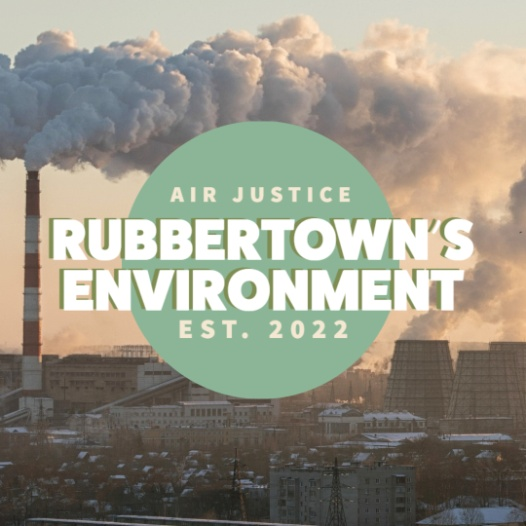 AIR JUSTICE
RUBBERTOWN'S
ENVIRONMENT
EST. 2022